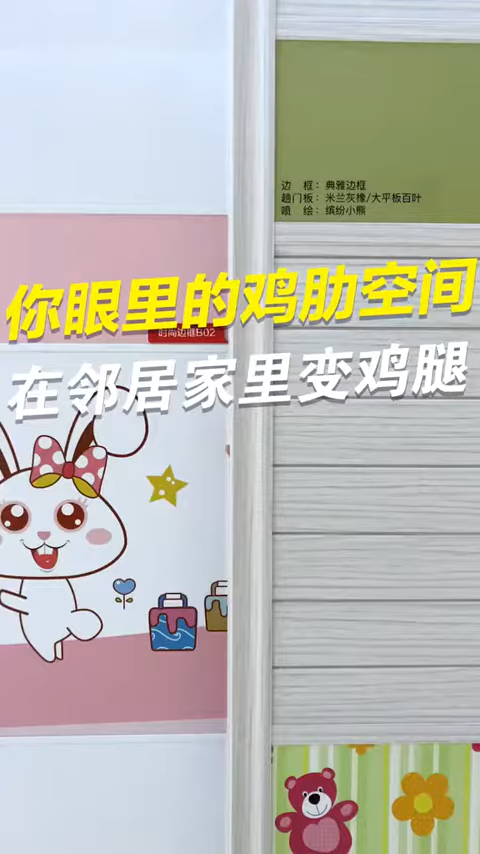 边 框：典雅边框
趟门板：米兰灰橡/大平板百叶
喷 绘：缤纷小熊
你眼里的鸡肋空间
时尚边框B02
在邻居家里变鸡腿